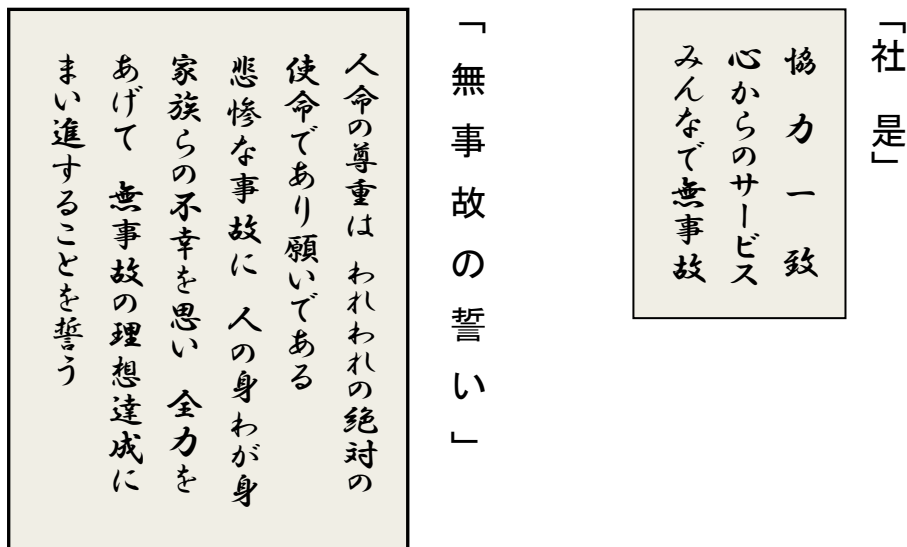 「社是」
協力一致
心からのサービス
みんなで無事故
「無事故の誓い」
人命の尊重は　われわれの絶対の
使命であり願いである
悲惨な事故に　人の身わが身
家族らの不幸を思い　全力を
あげて　無事故の理想達成に
まい進することを誓う